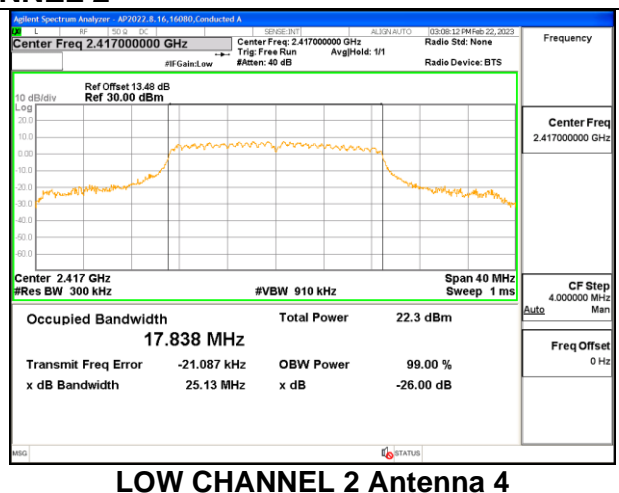 Agilent Spectrum Analyzer - AP2022.8.16,16080,Conducted A
L RF 50 Ω DC SENSE:INT ALIGN AUTO 03:08:12 PM Feb 22, 2023
Center Freq 2.417000000 GHz
Center Freq: 2.417000000 GHz
Radio Std: None
Trig: Free Run Avg|Hold: 1/1
#IFGain:Low #Atten: 40 dB Radio Device: BTS
Frequency
Ref Offset 13.48 dB
10 dB/div Ref 30.00 dBm
Log
20.0
10.0
0.00
-10.0
-20.0
-30.0
-40.0
-50.0
-60.0
Center Freq
2.417000000 GHz
Center 2.417 GHz Span 40 MHz
#Res BW 300 kHz #VBW 910 kHz Sweep 1 ms
CF Step
4.000000 MHz
Auto Man
Occupied Bandwidth Total Power 22.3 dBm
17.838 MHz
Transmit Freq Error -21.087 kHz OBW Power 99.00 %
x dB Bandwidth 25.13 MHz x dB -26.00 dB
Freq Offset
0 Hz
MSG STATUS
LOW CHANNEL 2 Antenna 4